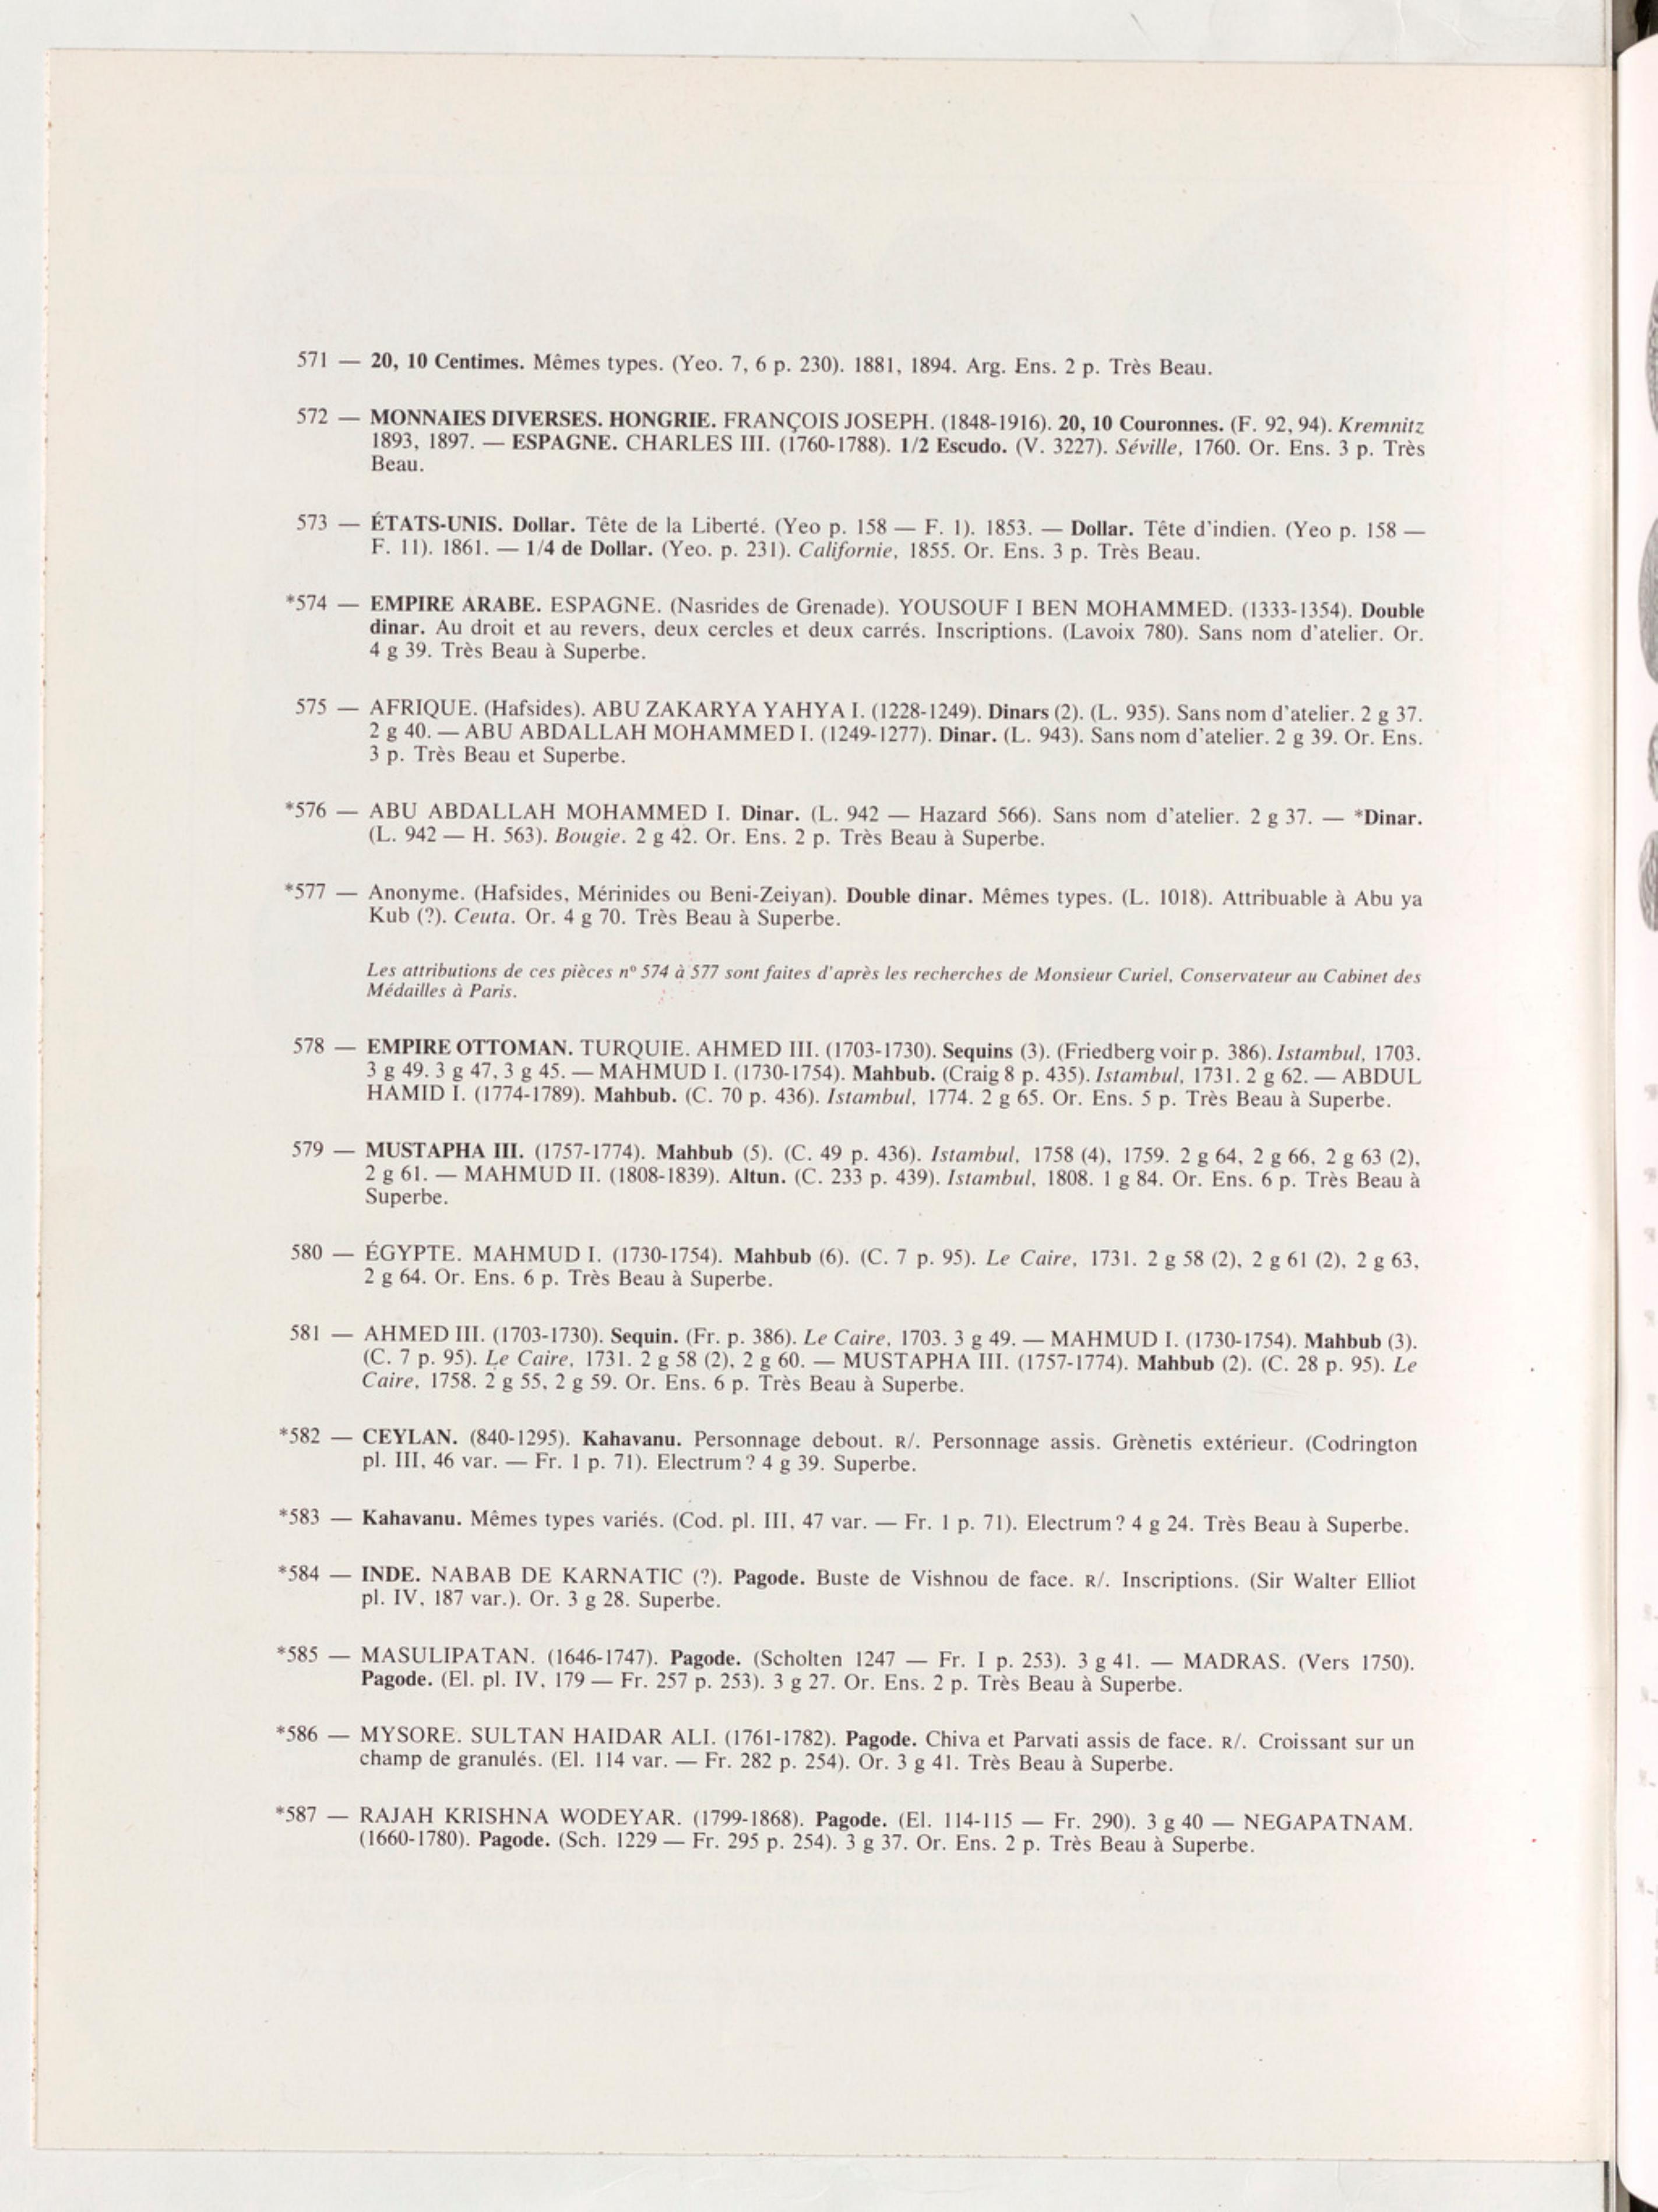 571 — 20, 10 Centimes. Mêmes types. (Yeo. 7, 6 p. 230). 1881, 1894. Arg. Ens. 2 p. Très Beau.
572 — MONNAIES DIVERSES. HONGRIE. FRANÇOIS JOSEPH. (1848-1916). 20, 10 Couronnes. (F. 92, 94). Kremnitz
1893, 1897. — ESPAGNE. CHARLES III. (1760-1788). 1/2 Escudo. (V. 3227). Séville, 1760. Or. Ens. 3 p. Très
Beau.
573 — ÉTATS-UNIS. Dollar. Tête de la Liberté. (Yeo p. 158 — F. 1). 1853. — Dollar. Tête d'indien. (Yeo p. 158 —
F. 11). 1861. — 1/4 de Dollar. (Yeo. p. 231). Californie, 1855. Or. Ens. 3 p. Très Beau.
*574 — EMPIRE ARABE. ESPAGNE. (Nasrides de Grenade). YOUSOUF I BEN MOHAMMED. (1333-1354). Double
dinar. Au droit et au revers, deux cercles et deux carrés. Inscriptions. (Lavoix 780). Sans nom d'atelier. Or.
4 g 39. Très Beau à Superbe.
575 — AFRIQUE. (Hafsides). ABU ZAKARYA YAHYA I. (1228-1249). Dinars (2). (L. 935). Sans nom d'atelier. 2 g 37.
2 g 40. — ABU ABDALLAH MOHAMMED I. (1249-1277). Dinar. (L. 943). Sans nom d'atelier. 2 g 39. Or. Ens.
3 p. Très Beau et Superbe.
*576 — ABU ABDALLAH MOHAMMED I. Dinar. (L. 942 — Hazard 566). Sans nom d'atelier. 2 g 37. — *Dinar.
(L. 942 — H. 563). Bougie. 2 g 42. Or. Ens. 2 p. Très Beau à Superbe.
*577 — Anonyme. (Hafsides, Mérinides ou Beni-Zeiyan). Double dinar. Mêmes types. (L. 1018). Attribuable à Abu ya
Kub (?). Ceuta. Or. 4 g 70. Très Beau à Superbe.
Les attributions de ces pièces nº 574 à 577 sont faites d'après les recherches de Monsieur Curiel, Conservateur au Cabinet des
Médailles à Paris.
578 — EMPIRE OTTOMAN. TURQUIE. AHMED III. (1703-1730). Sequins (3). (Friedberg voir p. 386). Istambul, 1703.
3 g 49. 3 g 47, 3 g 45. — MAHMUD I. (1730-1754). Mahbub. (Craig 8 p. 435). Istambul, 1731. 2 g 62. — ABDUL
HAMID I. (1774-1789). Mahbub. (C. 70 p. 436). Istambul, 1774. 2 g 65. Or. Ens. 5 p. Très Beau à Superbe.
579 — MUSTAPHA III. (1757-1774). Mahbub (5). (C. 49 p. 436). Istambul, 1758 (4), 1759. 2 g 64, 2 g 66, 2 g 63 (2),
2 g 61. — MAHMUD II. (1808-1839). Altun. (C. 233 p. 439). Istambul, 1808. 1 g 84. Or. Ens. 6 p. Très Beau à
Superbe.
580 — ÉGYPTE. MAHMUD I. (1730-1754). Mahbub (6). (C. 7 p. 95). Le Caire, 1731. 2 g 58 (2), 2 g 61 (2), 2 g 63,
2 g 64. Or. Ens. 6 p. Très Beau à Superbe.
581 — AHMED III. (1703-1730). Sequin. (Fr. p. 386). Le Caire, 1703. 3 g 49. — MAHMUD I. (1730-1754). Mahbub (3).
(C. 7 p. 95). Le Caire, 1731. 2 g 58 (2), 2 g 60. — MUSTAPHA III. (1757-1774). Mahbub (2). (C. 28 p. 95). Le
Caire, 1758. 2 g 55, 2 g 59. Or. Ens. 6 p. Très Beau à Superbe.
*582 — CEYLAN. (840-1295). Kahavanu. Personnage debout. R/. Personnage assis. Grènetis extérieur. (Codrington
pl. III, 46 var. — Fr. 1 p. 71). Electrum? 4 g 39. Superbe.
*583 — Kahavanu. Mêmes types variés. (Cod. pl. III, 47 var. — Fr. 1 p. 71). Electrum? 4 g 24. Très Beau à Superbe.
*584 — INDE. NABAB DE KARNATIC (?). Pagode. Buste de Vishnou de face. R/. Inscriptions. (Sir Walter Elliot
pl. IV, 187 var.). Or. 3 g 28. Superbe.
*585 — MASULIPATAN. (1646-1747). Pagode. (Scholten 1247 — Fr. I p. 253). 3 g 41. — MADRAS. (Vers 1750).
Pagode. (El. pl. IV, 179 — Fr. 257 p. 253). 3 g 27. Or. Ens. 2 p. Très Beau à Superbe.
*586 — MYSORE. SULTAN HAIDAR ALI. (1761-1782). Pagode. Chiva et Parvati assis de face. R/. Croissant sur un
champ de granulés. (El. 114 var. — Fr. 282 p. 254). Or. 3 g 41. Très Beau à Superbe.
*587 — RAJAH KRISHNA WODEYAR. (1799-1868). Pagode. (El. 114-115 — Fr. 290). 3 g 40 — NEGAPATNAM.
(1660-1780). Pagode. (Sch. 1229 — Fr. 295 p. 254). 3 g 37. Or. Ens. 2 p. Très Beau à Superbe.